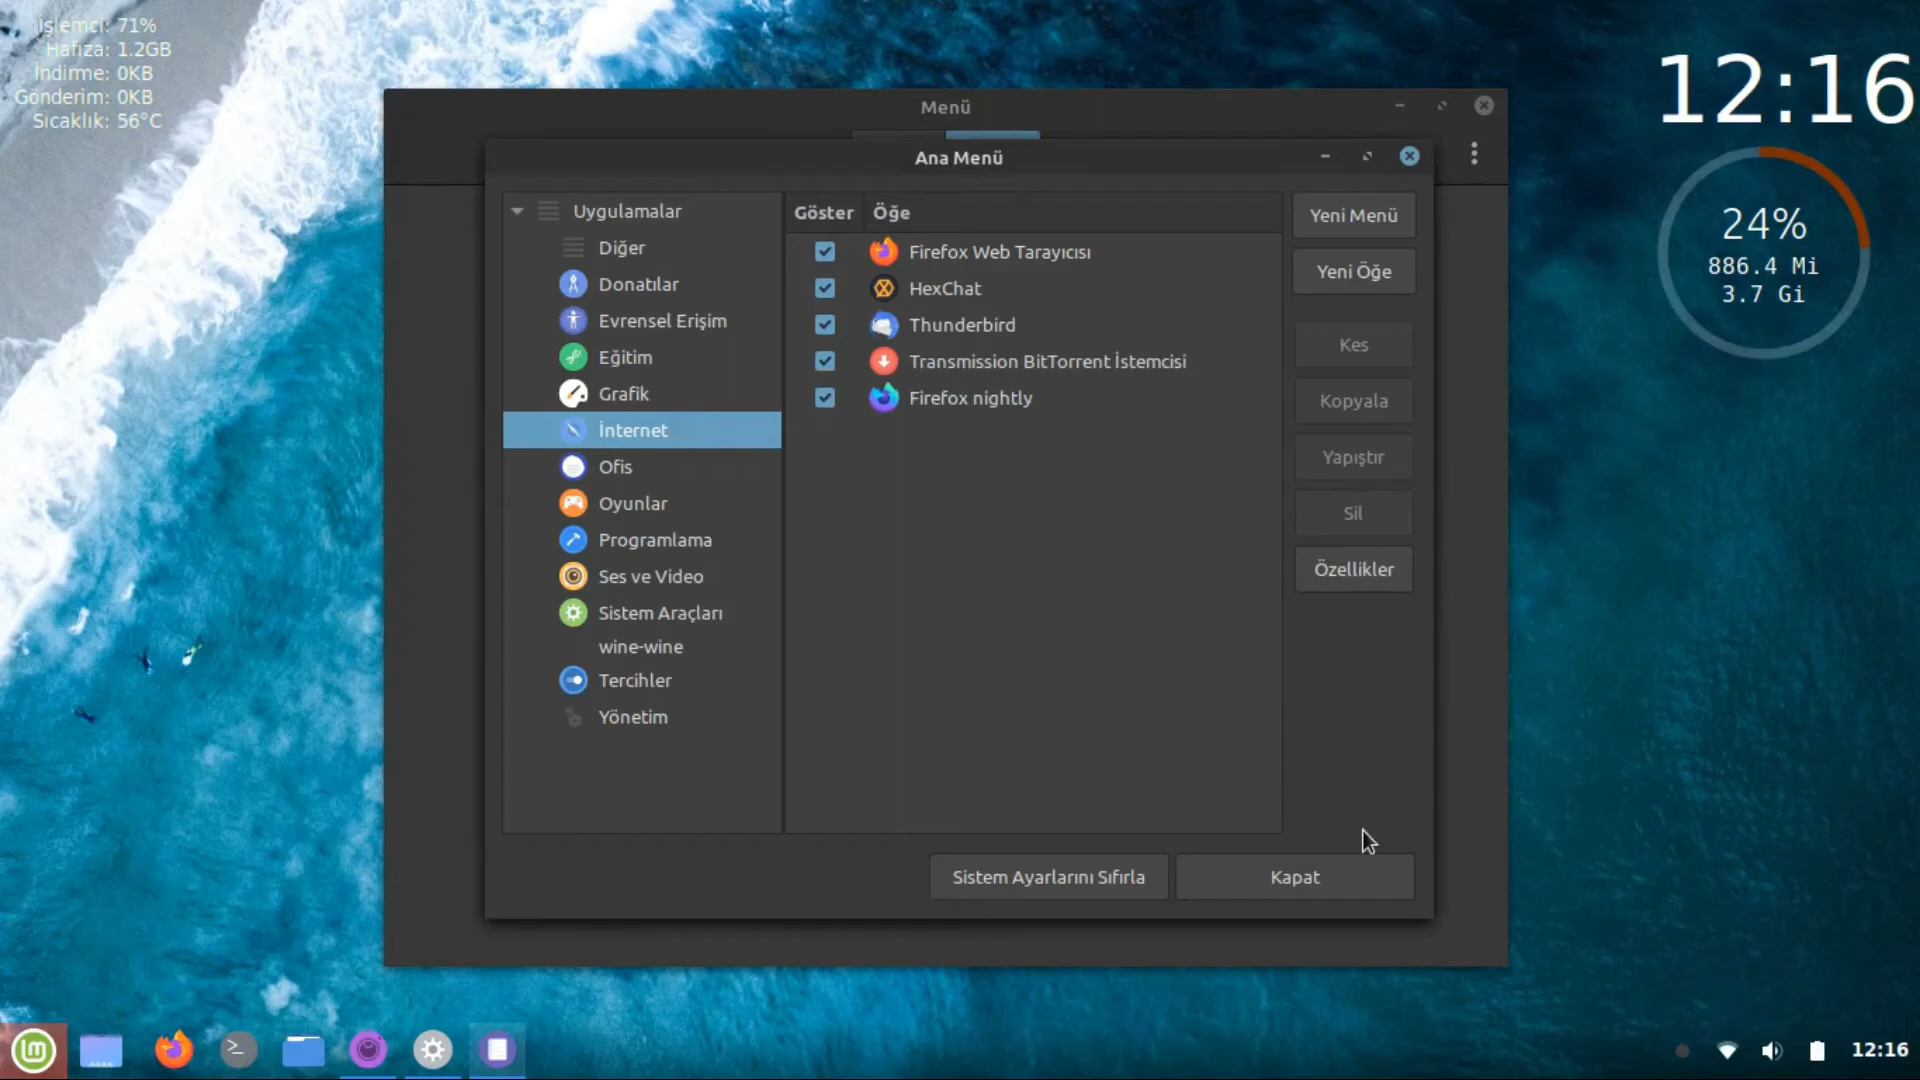 İşlemci: 71%
Hafıza: 1.2GB
İndirme: 0KB
Gönderim: 0KB
Sıcaklık: 56°C
12:16
24%
886.4 Mi
3.7 Gi
Menü
Ana Menü
Uygulamalar
Diğer
Donatılar
Evrensel Erişim
Eğitim
Grafik
İnternet
Ofis
Oyunlar
Programlama
Ses ve Video
Sistem Araçları
wine-wine
Tercihler
Yönetim
Göster Öğe
Firefox Web Tarayıcısı
HexChat
Thunderbird
Transmission BitTorrent İstemcisi
Firefox nightly
Yeni Menü
Yeni Öğe
Kes
Kopyala
Yapıştır
Sil
Özellikler
Sistem Ayarlarını Sıfırla
Kapat
12:16